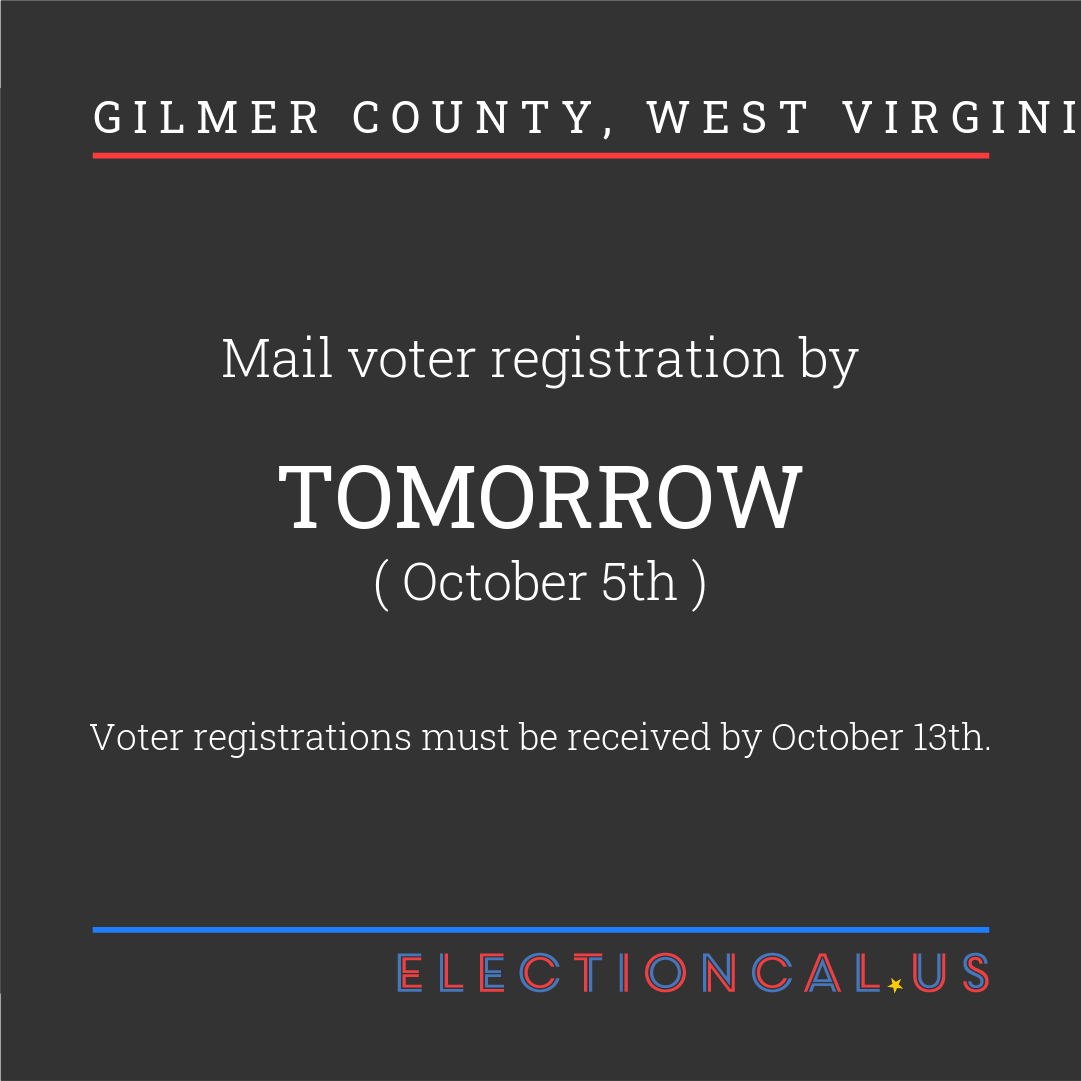 GILMER COUNTY, WEST VIRGINI
Mail voter registration by
TOMORROW
( October 5th )
Voter registrations must be received by October 13th.
ELECTIONCAL.US